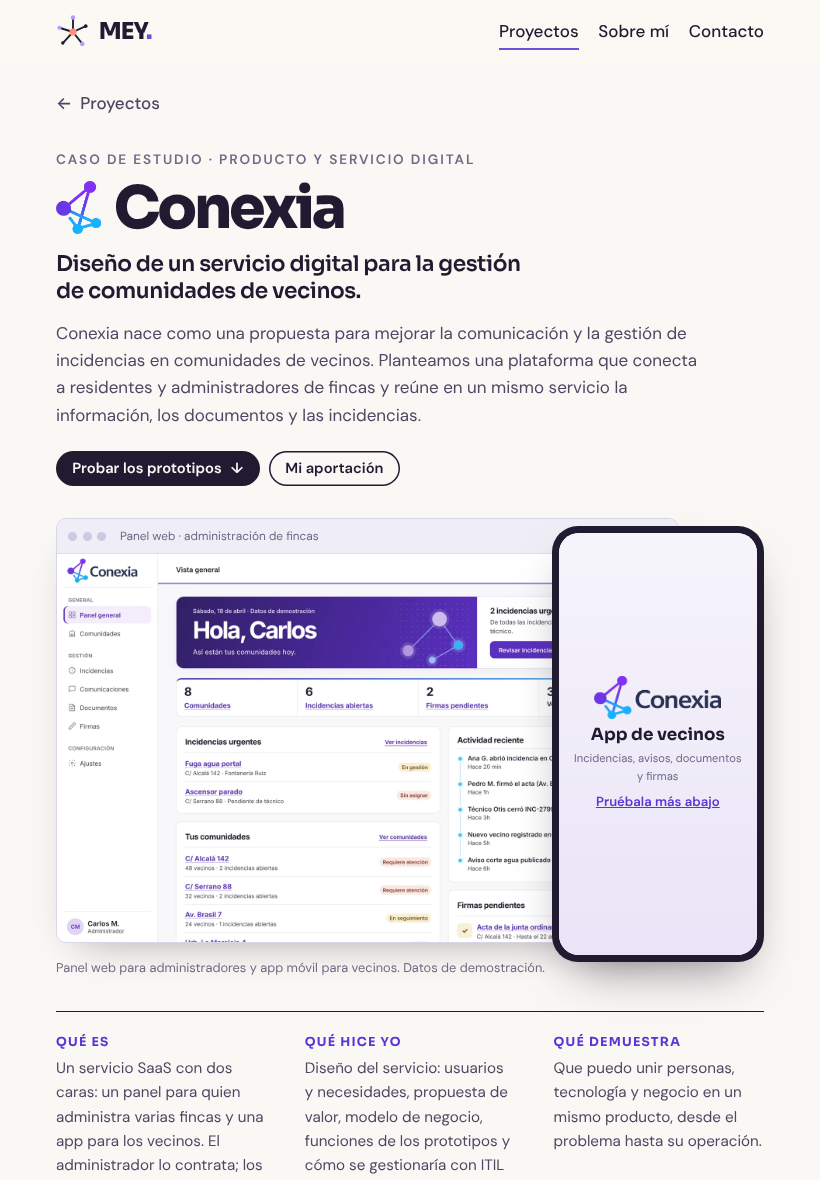 MEY.
Proyectos
Sobre mí
Contacto
← Proyectos
CASO DE ESTUDIO · PRODUCTO Y SERVICIO DIGITAL
Conexia
Diseño de un servicio digital para la gestión
de comunidades de vecinos.
Conexia nace como una propuesta para mejorar la comunicación y la gestión de
incidencias en comunidades de vecinos. Planteamos una plataforma que conecta
a residentes y administradores de fincas y reúne en un mismo servicio la
información, los documentos y las incidencias.
Probar los prototipos ↓
Mi aportación
Panel web · administración de fincas
Conexia
GENERAL
Panel general
Comunidades
GESTIÓN
Incidencias
Comunicaciones
Documentos
Firmas
CONFIGURACIÓN
Ajustes
CM
Carlos M.
Administrador
Vista general
Sábado, 18 de abril · Datos de demostración
Hola, Carlos
Así están tus comunidades hoy.
2 incidencias urge
De todas las incidenc
técnico.
Revisar incidencia
8
Comunidades
6
Incidencias abiertas
2
Firmas pendientes
Incidencias urgentes
Ver incidencias
Fuga agua portal
C/ Alcalá 142 · Fontanería Ruiz
En gestión
Ascensor parado
C/ Serrano 88 · Pendiente de técnico
Sin asignar
Tus comunidades
Ver comunidades
C/ Alcalá 142
48 vecinos · 2 incidencias abiertas
Requiere atención
C/ Serrano 88
32 vecinos · 2 incidencias abiertas
Requiere atención
Av. Brasil 7
24 vecinos · 1 incidencias abiertas
En seguimiento
Actividad reciente
Ana G. abrió incidencia en C
Hace 20 min
Pedro M. firmó el acta (Av. B
Hace 1h
Técnico Otis cerró INC-279
Hace 3h
Nuevo vecino registrado en
Hace 5h
Aviso corte agua publicado
Hace 6h
Firmas pendientes
Acta de la junta ordina
C/ Alcalá 142 · Hasta el 22 a
Conexia
App de vecinos
Incidencias, avisos, documentos
y firmas
Pruébala más abajo
Panel web para administradores y app móvil para vecinos. Datos de demostración.
QUÉ ES
Un servicio SaaS con dos
caras: un panel para quien
administra varias fincas y una
app para los vecinos. El
administrador lo contrata; los
QUÉ HICE YO
Diseño del servicio: usuarios
y necesidades, propuesta de
valor, modelo de negocio,
funciones de los prototipos y
cómo se gestionaría con ITIL
QUÉ DEMUESTRA
Que puedo unir personas,
tecnología y negocio en un
mismo producto, desde el
problema hasta su operación.